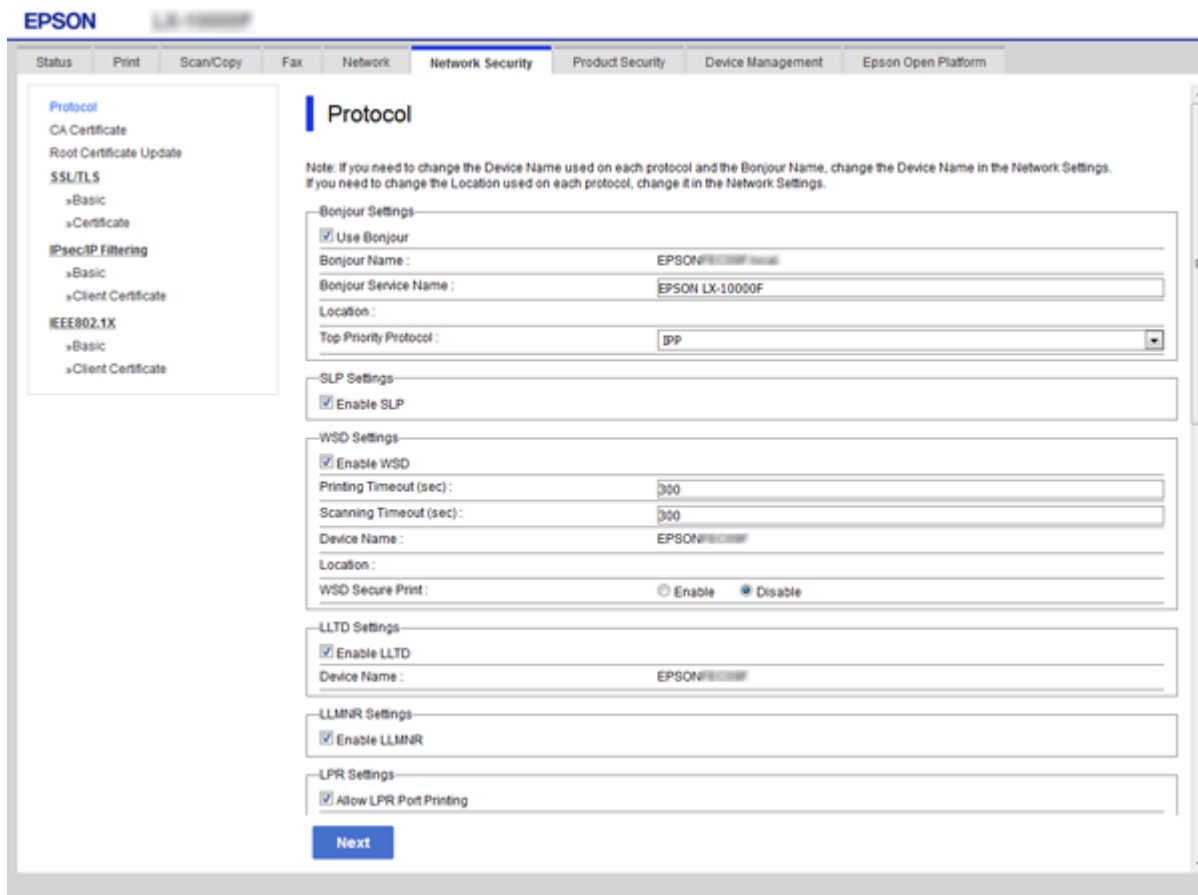 EPSON
Status Print Scan/Copy Fax Network Network Security Product Security Device Management Epson Open Platform
Protocol
CA Certificate
Root Certificate Update
SSL/TLS
»Basic
»Certificate
IPsec/IP Filtering
»Basic
»Client Certificate
IEEE802.1X
»Basic
»Client Certificate
Protocol
Note: If you need to change the Device Name used on each protocol and the Bonjour Name, change the Device Name in the Network Settings.
If you need to change the Location used on each protocol, change it in the Network Settings.
Bonjour Settings
Use Bonjour
Bonjour Name : EPSON
Bonjour Service Name : EPSON LX-10000F
Location :
Top Priority Protocol : IPP
SLP Settings
Enable SLP
WSD Settings
Enable WSD
Printing Timeout (sec) : 300
Scanning Timeout (sec) : 300
Device Name : EPSON
Location :
WSD Secure Print : Enable Disable
LLTD Settings
Enable LLTD
Device Name : EPSON
LLMNR Settings
Enable LLMNR
LPR Settings
Allow LPR Port Printing
Next